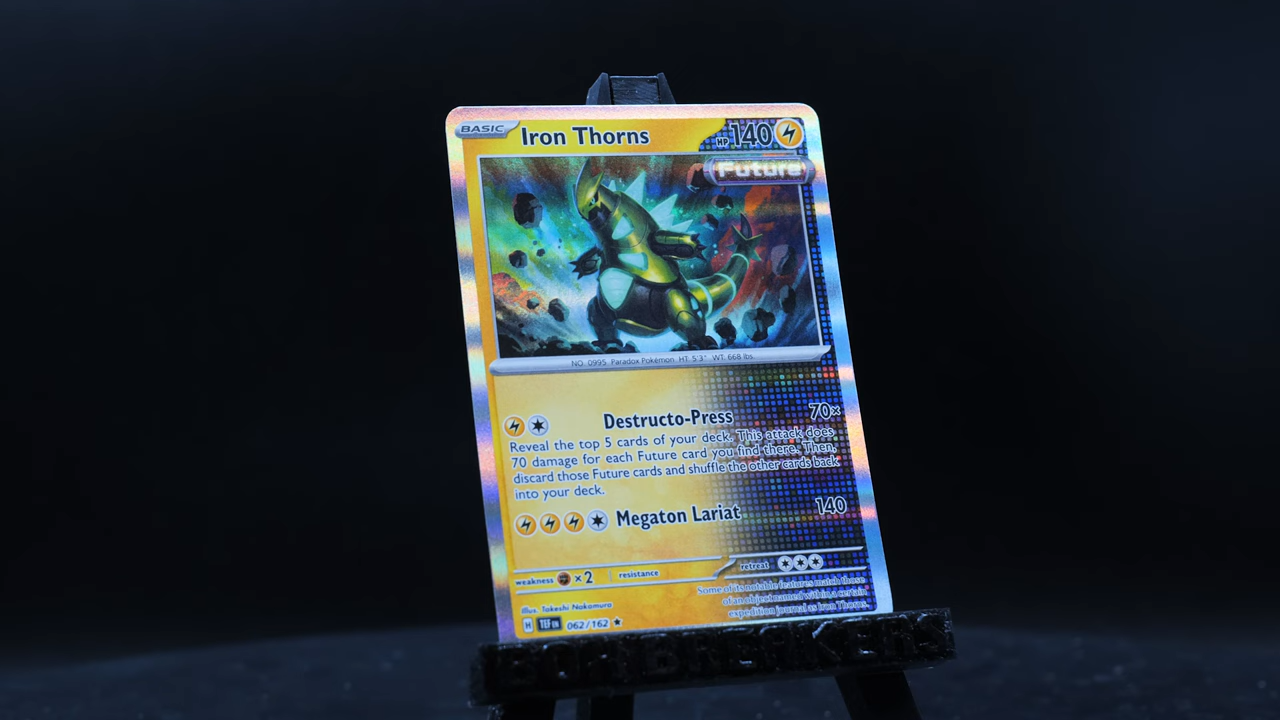 BASIC Iron Thorns HP 140
Future
NO. 0995 Paradox Pokémon HT: 5'3" WT: 668 lbs.
Destructo-Press 70×
Reveal the top 5 cards of your deck. This attack does
70 damage for each Future card you find there. Then,
discard those Future cards and shuffle the other cards back
into your deck.
Megaton Lariat 140
weakness ×2 resistance retreat
Some of its notable features match those
of an object named within a certain
expedition journal as Iron Thorns.
Illus. Takeshi Nakamura
H TEF EN 062/162